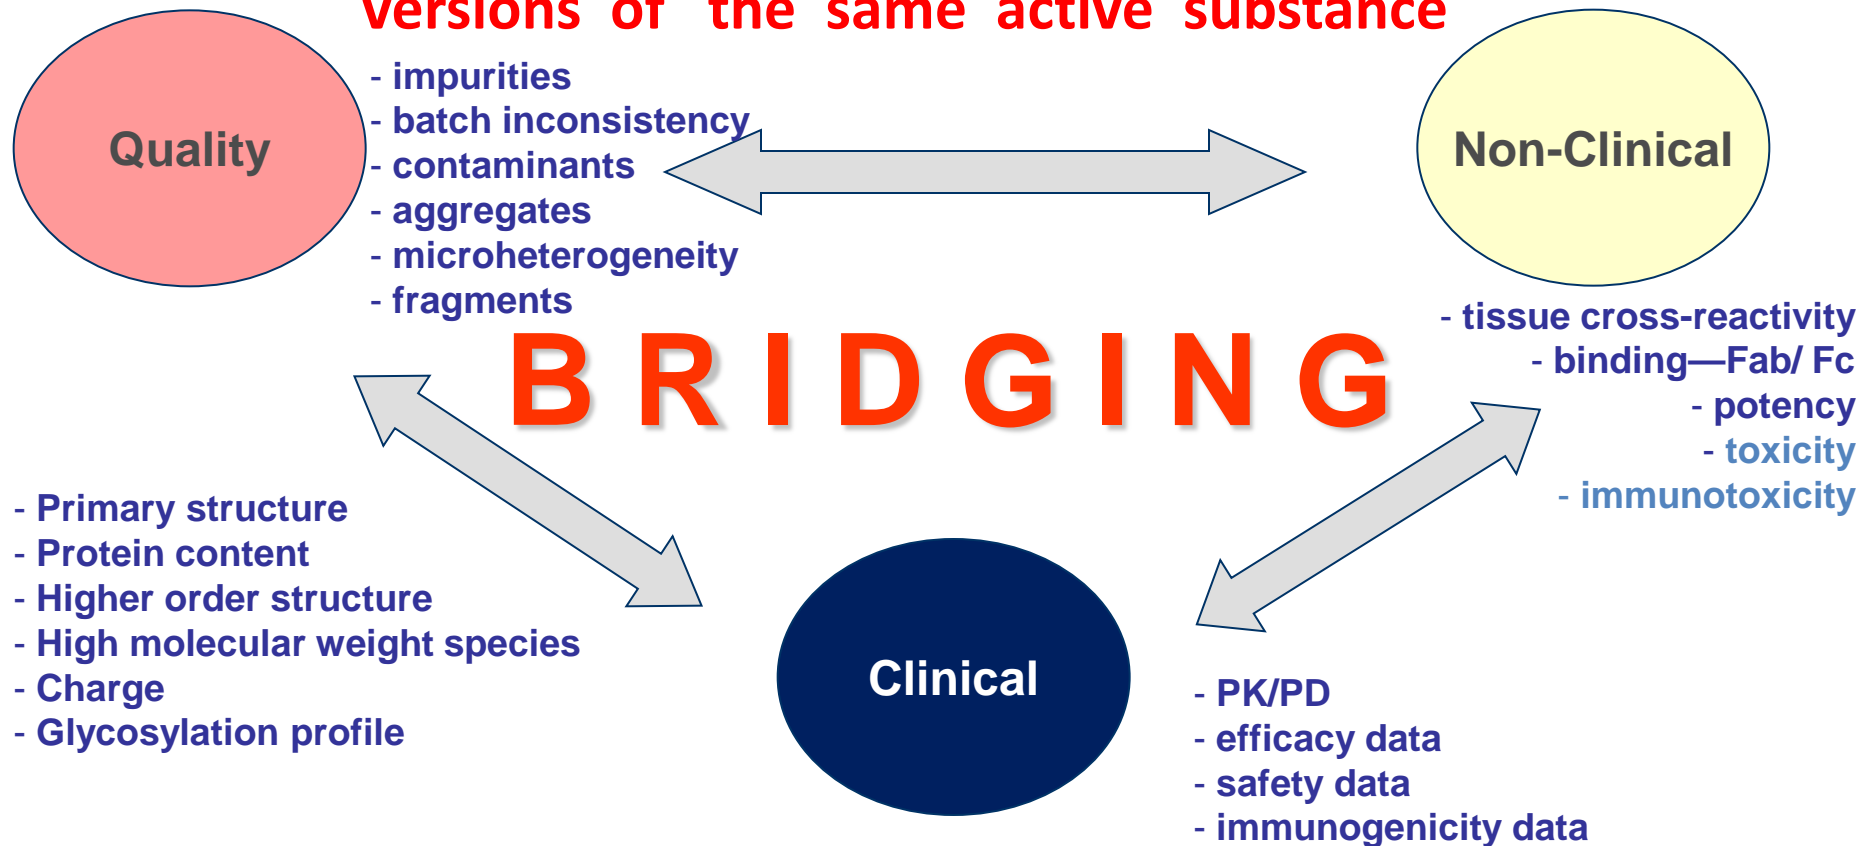 versions of the same active substance
Quality
- impurities
- batch inconsistency
- contaminants
- aggregates
- microheterogeneity
- fragments
Non-Clinical
- tissue cross-reactivity
- binding—Fab/ Fc
- potency
- toxicity
- immunotoxicity
B R I D G I N G
- Primary structure
- Protein content
- Higher order structure
- High molecular weight species
- Charge
- Glycosylation profile
Clinical
- PK/PD
- efficacy data
- safety data
- immunogenicity data